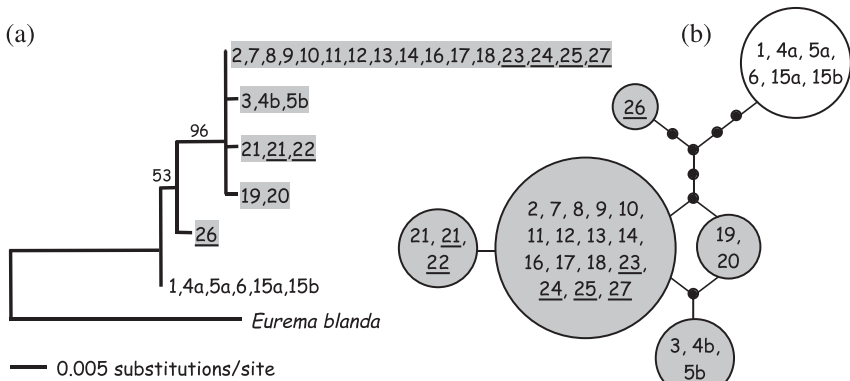 (a)
2,7,8,9,10,11,12,13,14,16,17,18,23,24,25,27
3,4b,5b
96
21,21,22
53
19,20
26
1,4a,5a,6,15a,15b
Eurema blanda
0.005 substitutions/site
(b)
1, 4a, 5a,
6, 15a, 15b
26
2, 7, 8, 9, 10,
11, 12, 13, 14,
16, 17, 18, 23,
24, 25, 27
21, 21,
22
19,
20
3, 4b,
5b